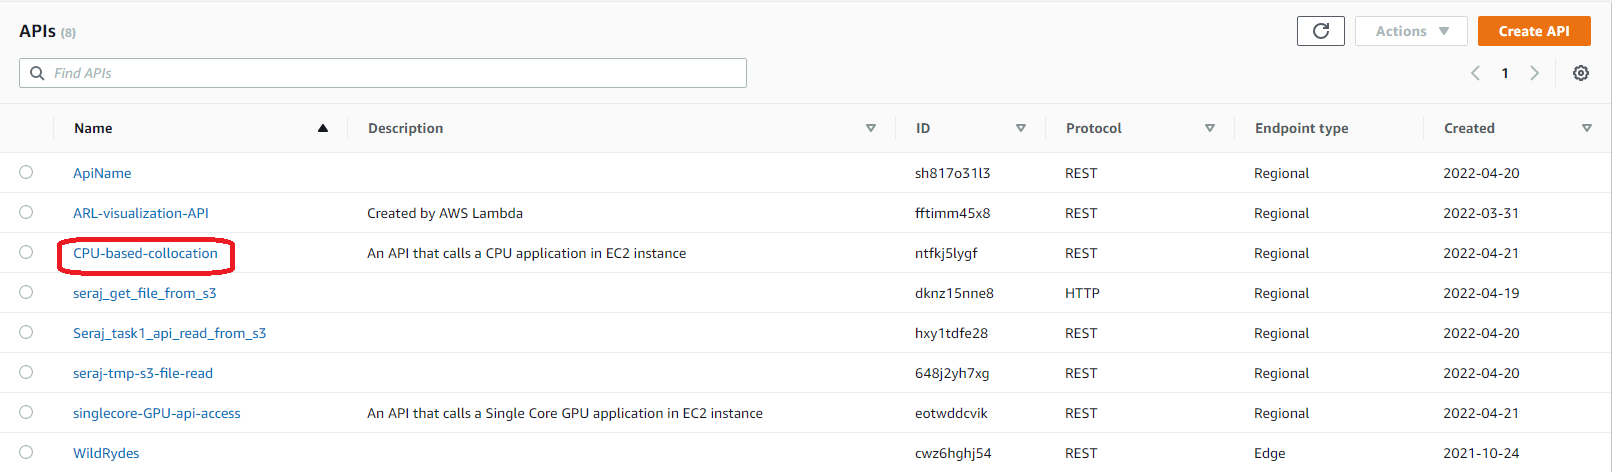 APIs (8) Actions Create API
Find APIs 1
Name Description ID Protocol Endpoint type Created
ApiName sh817o31l3 REST Regional 2022-04-20
ARL-visualization-API Created by AWS Lambda fftimm45x8 REST Regional 2022-03-31
CPU-based-collocation An API that calls a CPU application in EC2 instance ntfkj5lygf REST Regional 2022-04-21
seraj_get_file_from_s3 dknz15nne8 HTTP Regional 2022-04-19
Seraj_task1_api_read_from_s3 hxy1tdfe28 REST Regional 2022-04-20
seraj-tmp-s3-file-read 648j2yh7xg REST Regional 2022-04-20
singlecore-GPU-api-access An API that calls a Single Core GPU application in EC2 instance eotwddcvik REST Regional 2022-04-21
WildRydes cwz6hghj54 REST Edge 2021-10-24